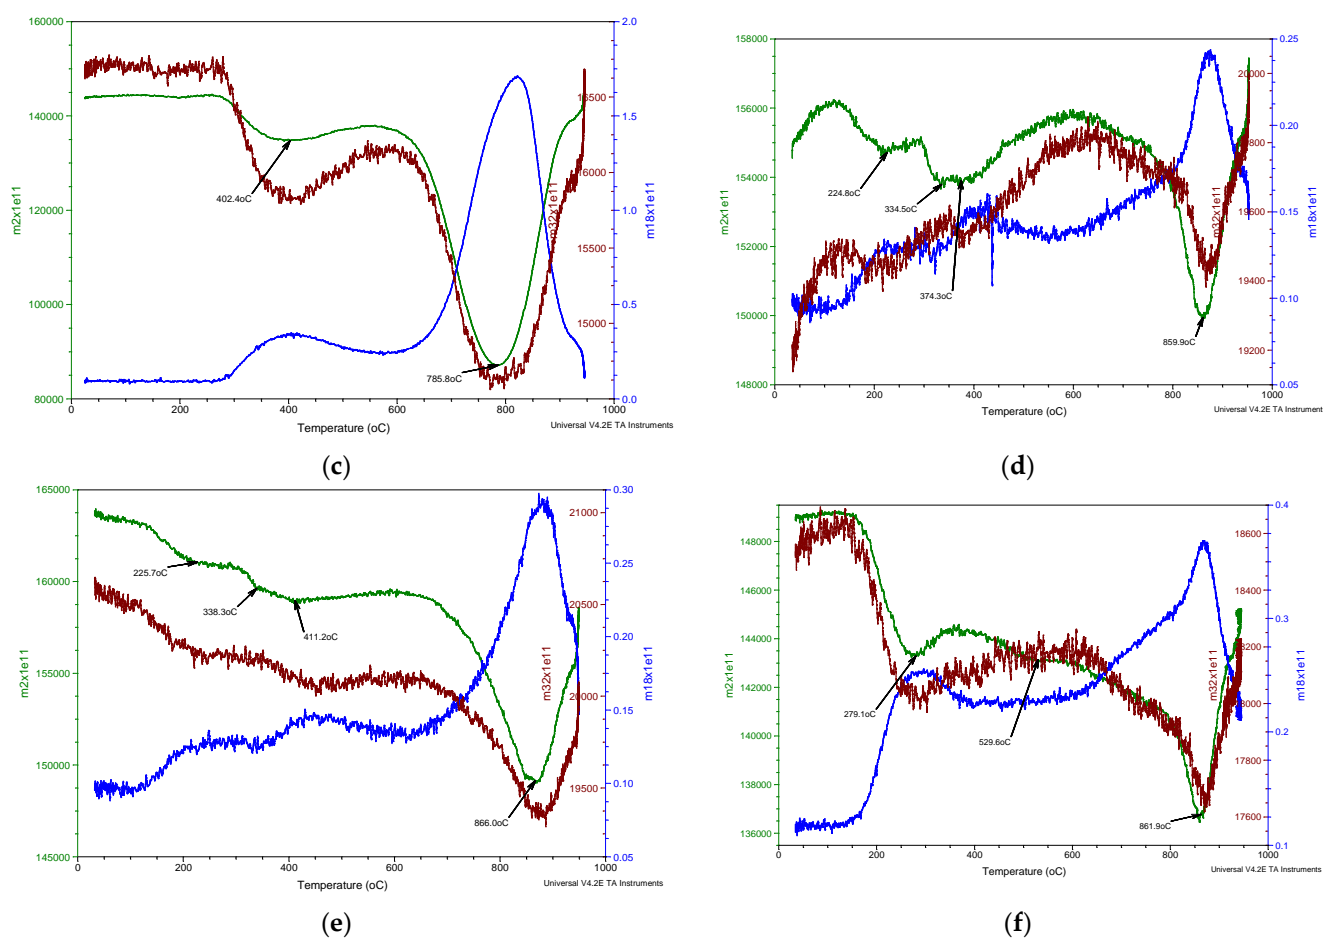 160000
140000
120000
100000
80000
m2x1e11
402.4oC
785.8oC
16500
16000
15500
15000
m32x1e11
2.0
1.5
1.0
0.5
0.0
m18x1e11
0
200
400
600
800
1000
Temperature (oC)
Universal V4.2E TA Instruments
(c)
158000
156000
154000
152000
150000
148000
m2x1e11
224.8oC
334.5oC
374.3oC
859.9oC
20000
19800
19600
19400
19200
m32x1e11
0.25
0.20
0.15
0.10
0.05
m18x1e11
0
200
400
600
800
1000
Temperature (oC)
Universal V4.2E TA Instruments
(d)
165000
160000
155000
150000
145000
m2x1e11
225.7oC
338.3oC
411.2oC
866.0oC
21000
20500
20000
19500
m32x1e11
0.30
0.25
0.20
0.15
0.10
0.05
m18x1e11
0
200
400
600
800
1000
Temperature (oC)
Universal V4.2E TA Instruments
(e)
148000
146000
144000
142000
140000
138000
136000
m2x1e11
279.1oC
529.6oC
861.9oC
18600
18400
18200
18000
17800
17600
m32x1e11
0.4
0.3
0.2
0.1
m18x1e11
0
200
400
600
800
1000
Temperature (oC)
Universal V4.2E TA Instruments
(f)